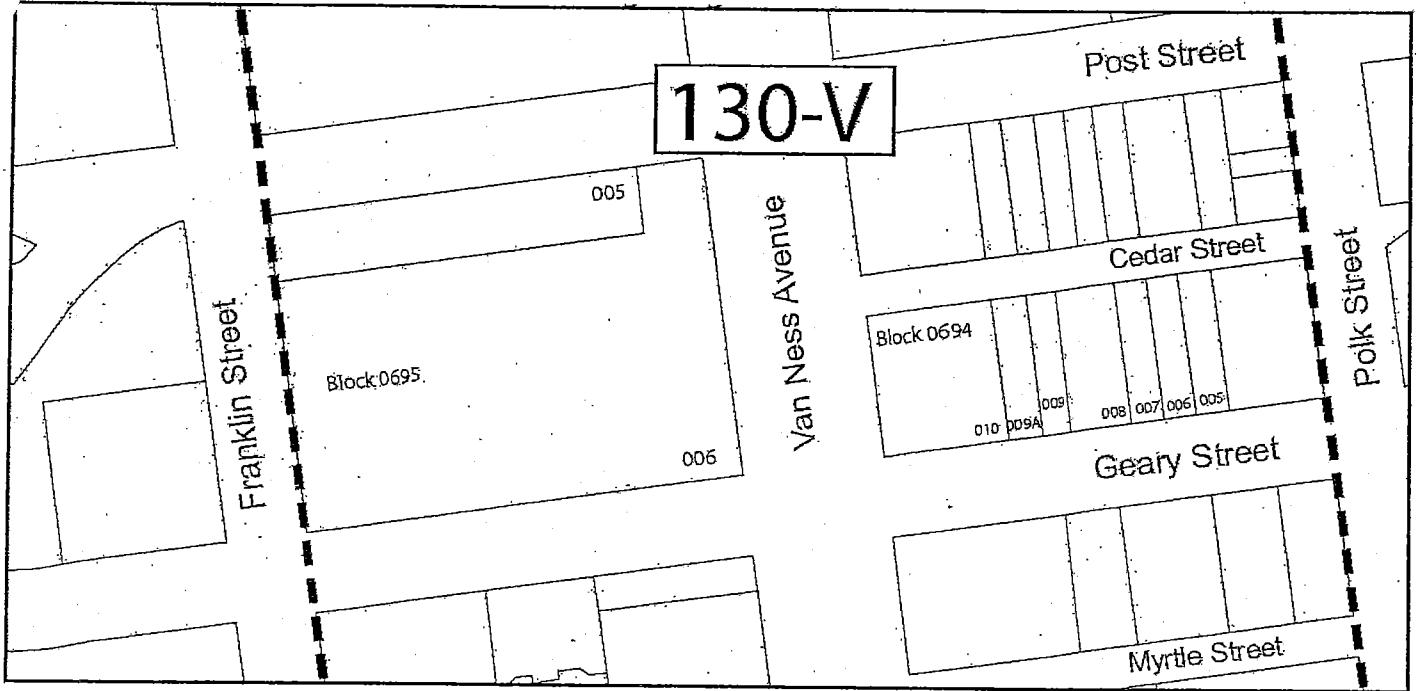 Post Street
130-V
005
Van Ness Avenue
Cedar Street
Polk Street
Franklin Street
Block 0695
Block 0694
006
010 009A 009 008 007 006 005
Geary Street
Myrtle Street